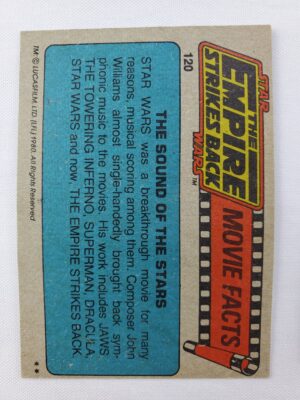 STAR
THE
EMPIRE
STRIKES BACK
WARS™
MOVIE FACTS
120
THE SOUND OF THE STARS
STAR WARS was a breakthrough movie for many
reasons, musical scoring among them. Composer John
Williams almost single-handedly brought back sym-
phonic music to the movies. His work includes JAWS
THE TOWERING INFERNO, SUPERMAN, DRACULA,
STAR WARS and now, THE EMPIRE STRIKES BACK.
TM: © LUCASFILM, LTD. (LFL) 1980. All Rights Reserved.
**